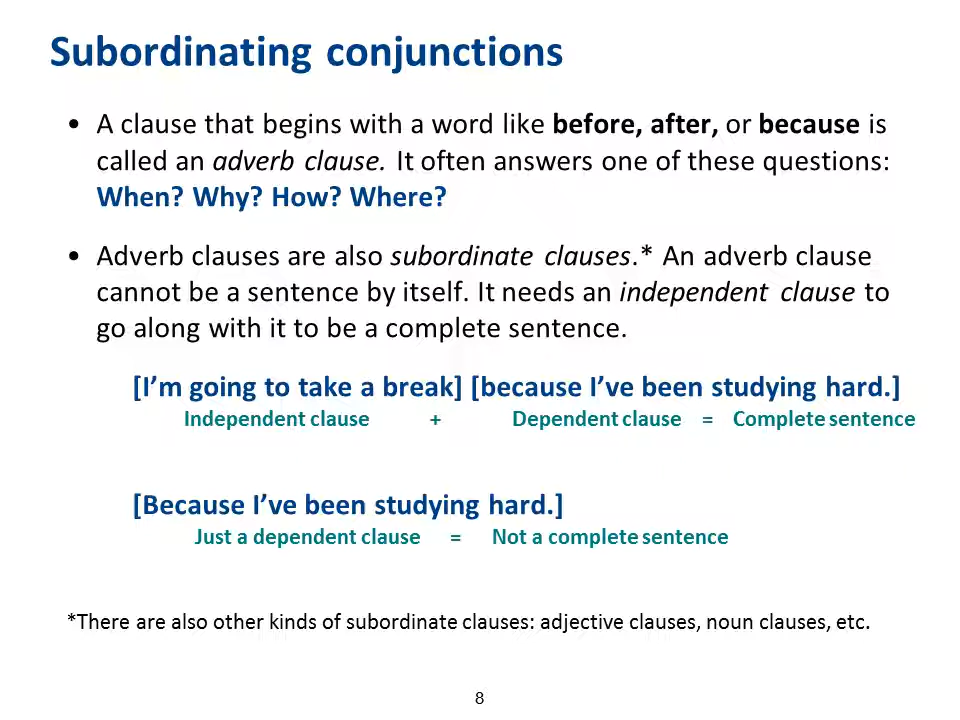 Subordinating conjunctions
• A clause that begins with a word like before, after, or because is
called an adverb clause. It often answers one of these questions:
When? Why? How? Where?
• Adverb clauses are also subordinate clauses.* An adverb clause
cannot be a sentence by itself. It needs an independent clause to
go along with it to be a complete sentence.
[I’m going to take a break] [because I’ve been studying hard.]
Independent clause + Dependent clause = Complete sentence
[Because I’ve been studying hard.]
Just a dependent clause = Not a complete sentence
*There are also other kinds of subordinate clauses: adjective clauses, noun clauses, etc.
8